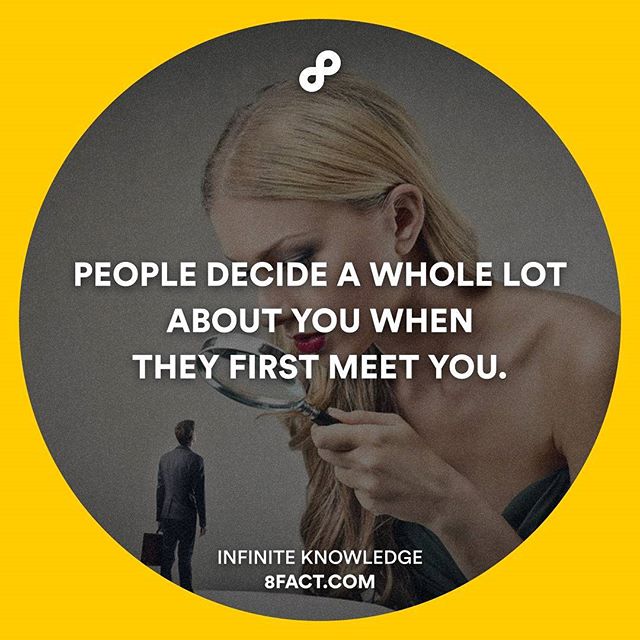 PEOPLE DECIDE A WHOLE LOT
ABOUT YOU WHEN
THEY FIRST MEET YOU.
INFINITE KNOWLEDGE
8FACT.COM